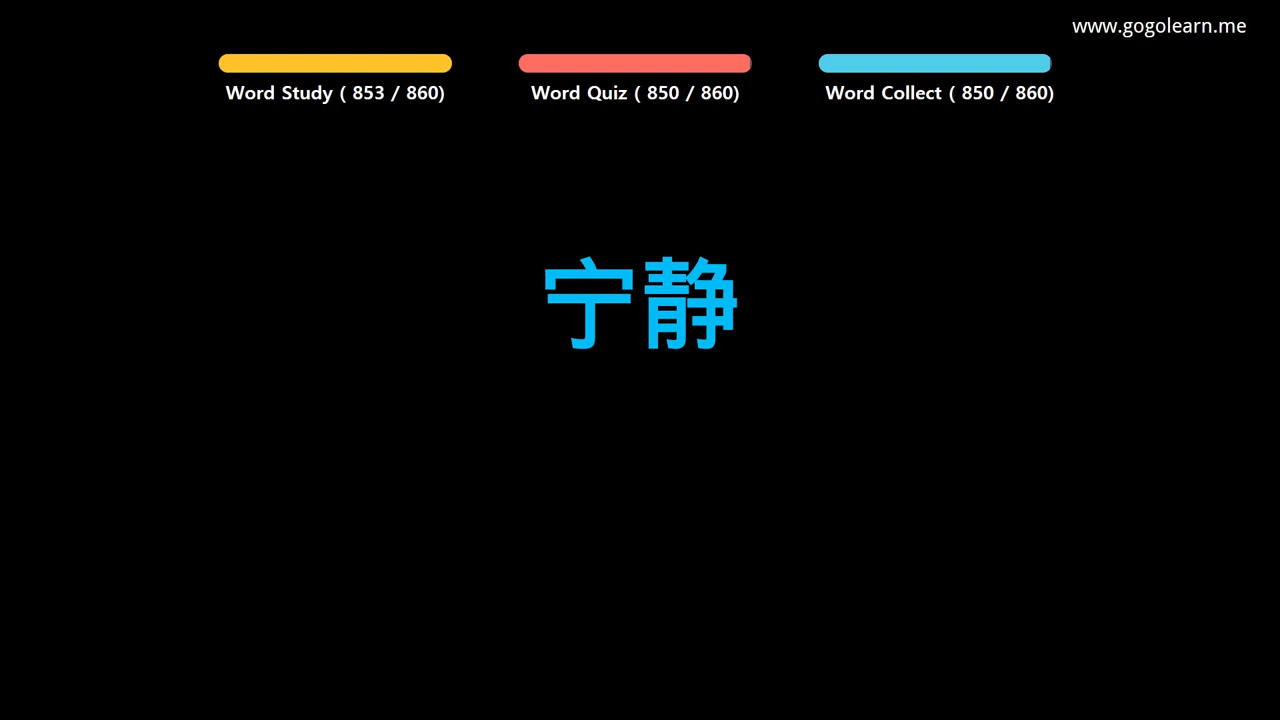 www.gogolearn.me
Word Study ( 853 / 860)
Word Quiz ( 850 / 860)
Word Collect ( 850 / 860)
宁静